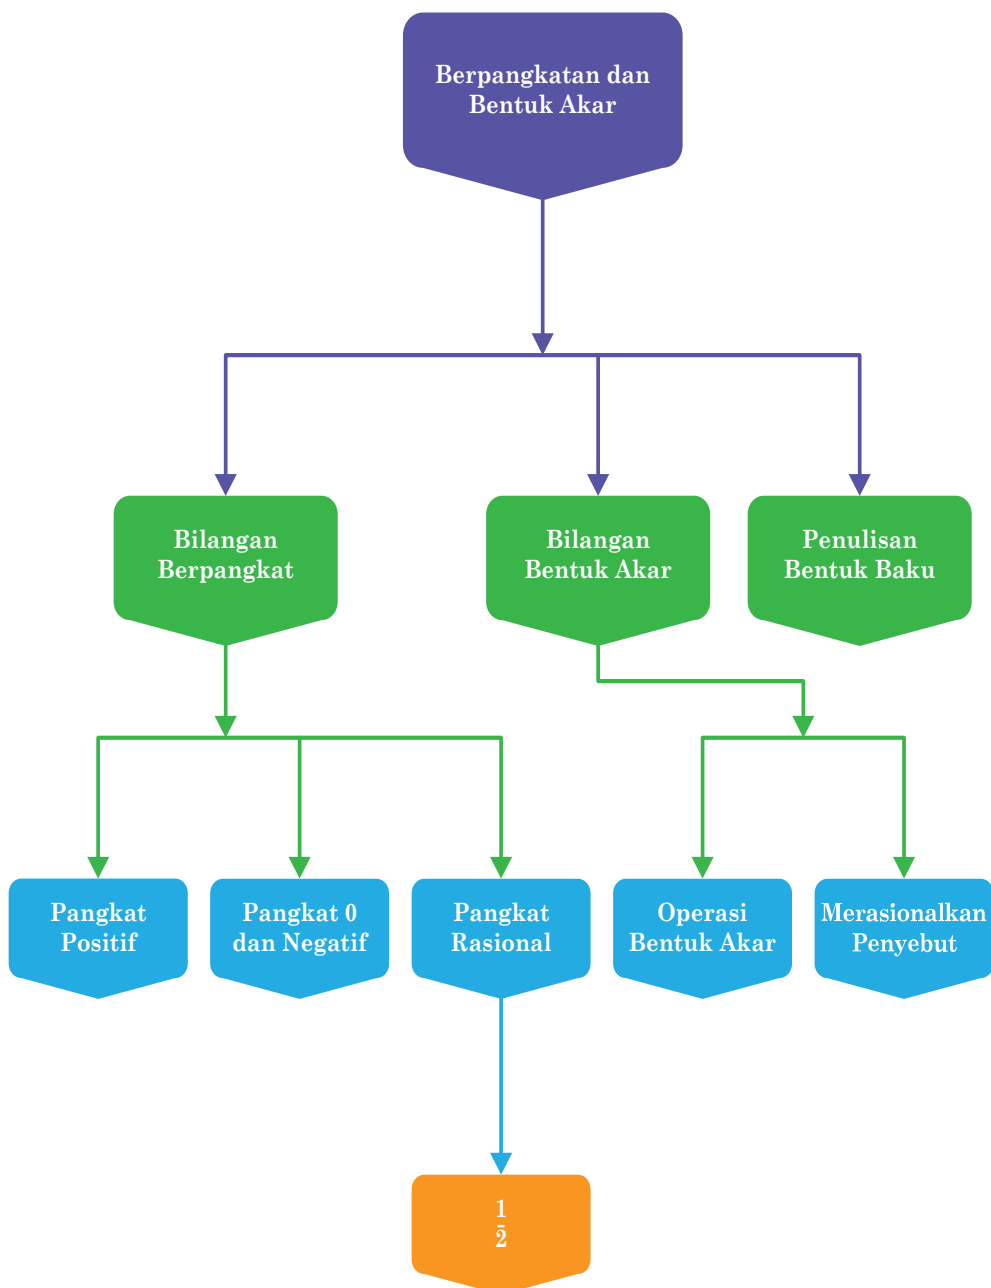 Berpangkatan dan
Bentuk Akar
Bilangan
Berpangkat
Bilangan
Bentuk Akar
Penulisan
Bentuk Baku
Pangkat
Positif
Pangkat 0
dan Negatif
Pangkat
Rasional
Operasi
Bentuk Akar
Merasionalkan
Penyebut
1
2